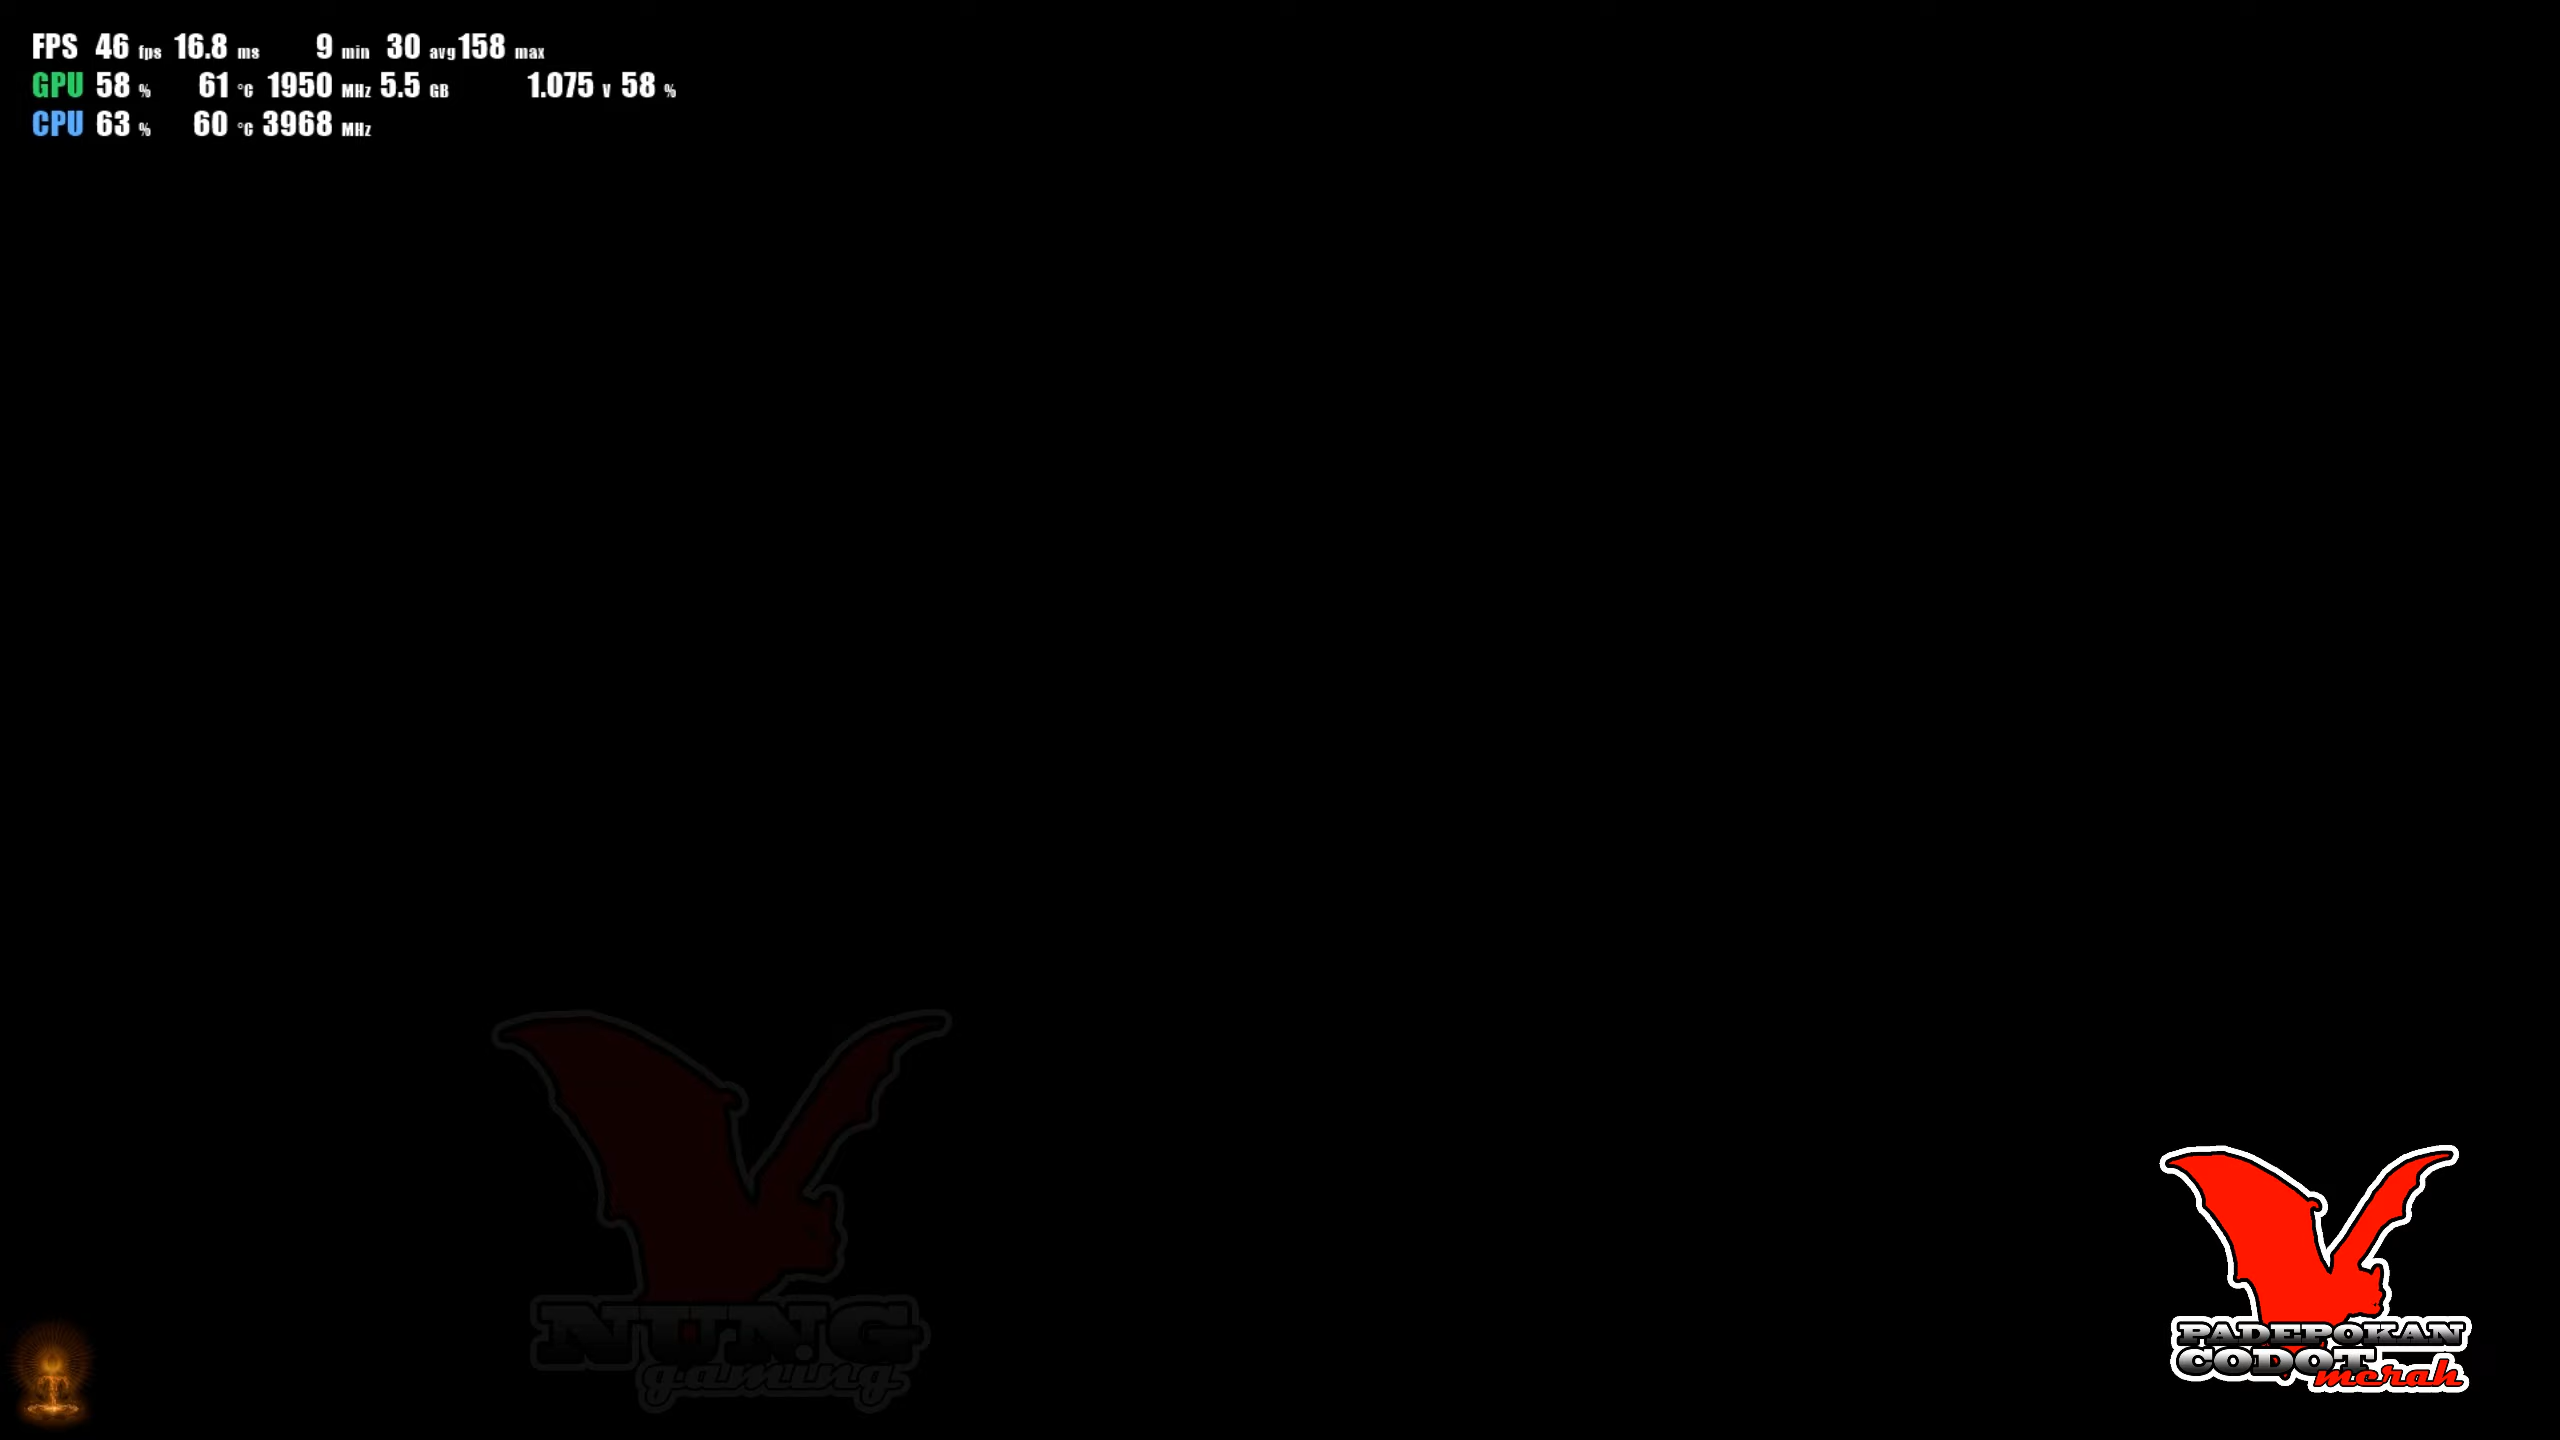 FPS 46 fps 16.8 ms 9 min 30 avg 158 max
GPU 58 % 61 °C 1950 MHz 5.5 GB 1.075 V 58 %
CPU 63 % 60 °C 3968 MHz
NUNG
gaming
PADEPOKAN
CODOT
merah